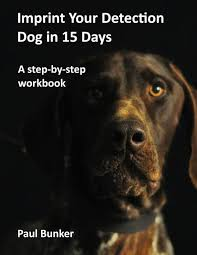 Imprint Your Detection
Dog in 15 Days
A step-by-step
workbook
Paul Bunker